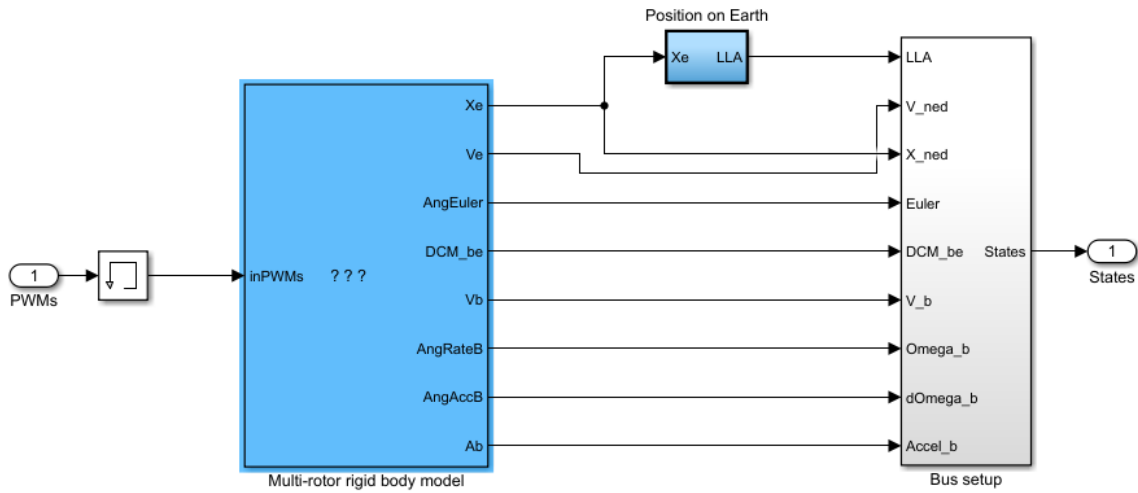 Position on Earth
Xe LLA
LLA
Xe
V_ned
Ve
X_ned
AngEuler
Euler
DCM_be
DCM_be
States
1
States
1
PWMs
inPWMs ? ? ?
Vb
V_b
AngRateB
Omega_b
AngAccB
dOmega_b
Ab
Accel_b
Multi-rotor rigid body model
Bus setup